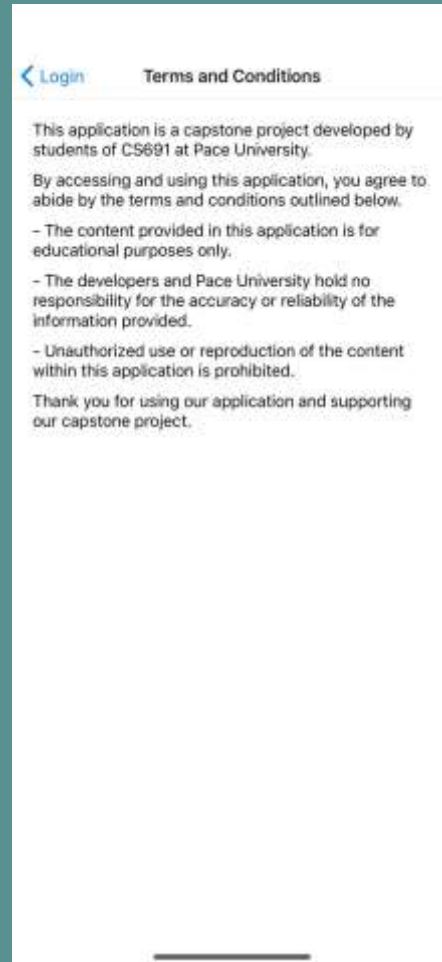 Login
Terms and Conditions
This application is a capstone project developed by
students of CS691 at Pace University.
By accessing and using this application, you agree to
abide by the terms and conditions outlined below.
- The content provided in this application is for
educational purposes only.
- The developers and Pace University hold no
responsibility for the accuracy or reliability of the
information provided.
- Unauthorized use or reproduction of the content
within this application is prohibited.
Thank you for using our application and supporting
our capstone project.